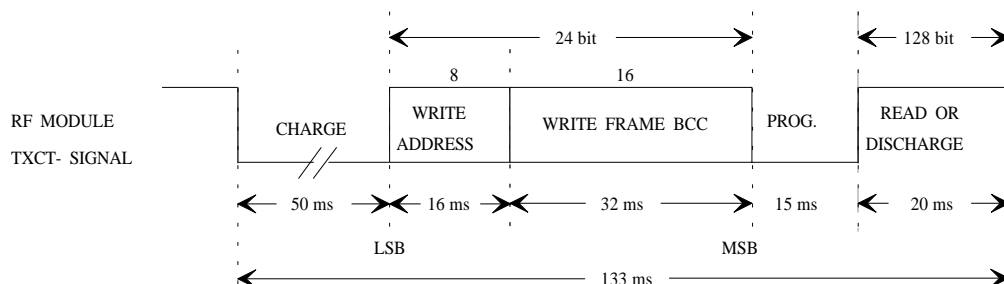 24 bit
128 bit
8
16
RF MODULE
TXCT- SIGNAL
CHARGE
WRITE
ADDRESS
WRITE FRAME BCC
PROG.
READ OR
DISCHARGE
50 ms
16 ms
32 ms
15 ms
20 ms
LSB
MSB
133 ms